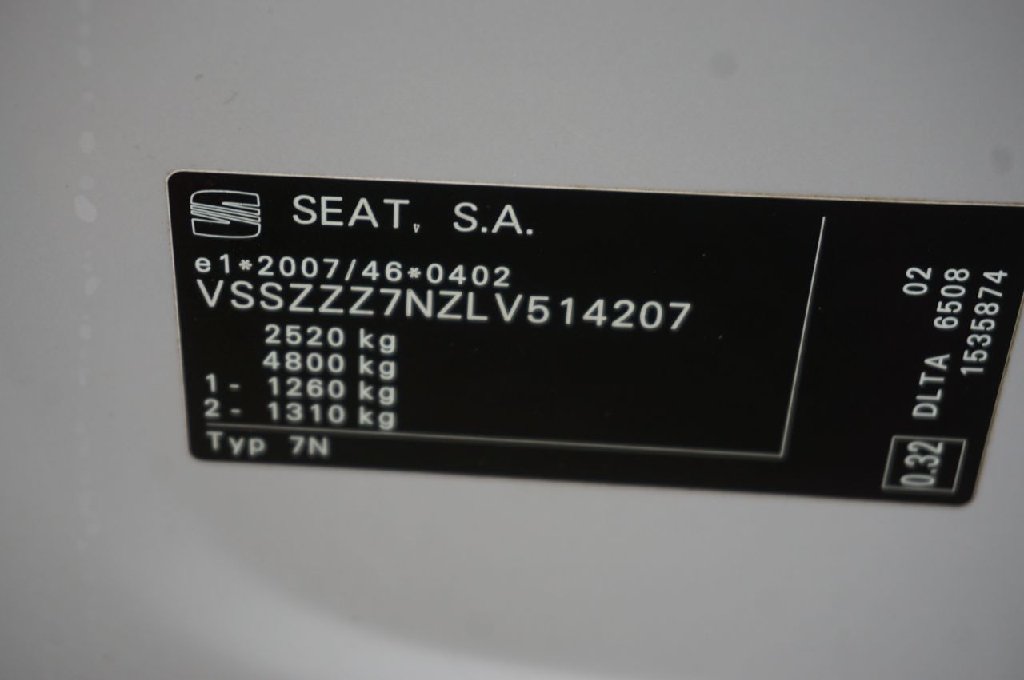 SEAT, S.A.
e1*2007/46*0402
VSSZZZ7NZLV514207
2520 kg
4800 kg
1- 1260 kg
2- 1310 kg
Typ 7N
02
DLTA 6508
1535874
0.32